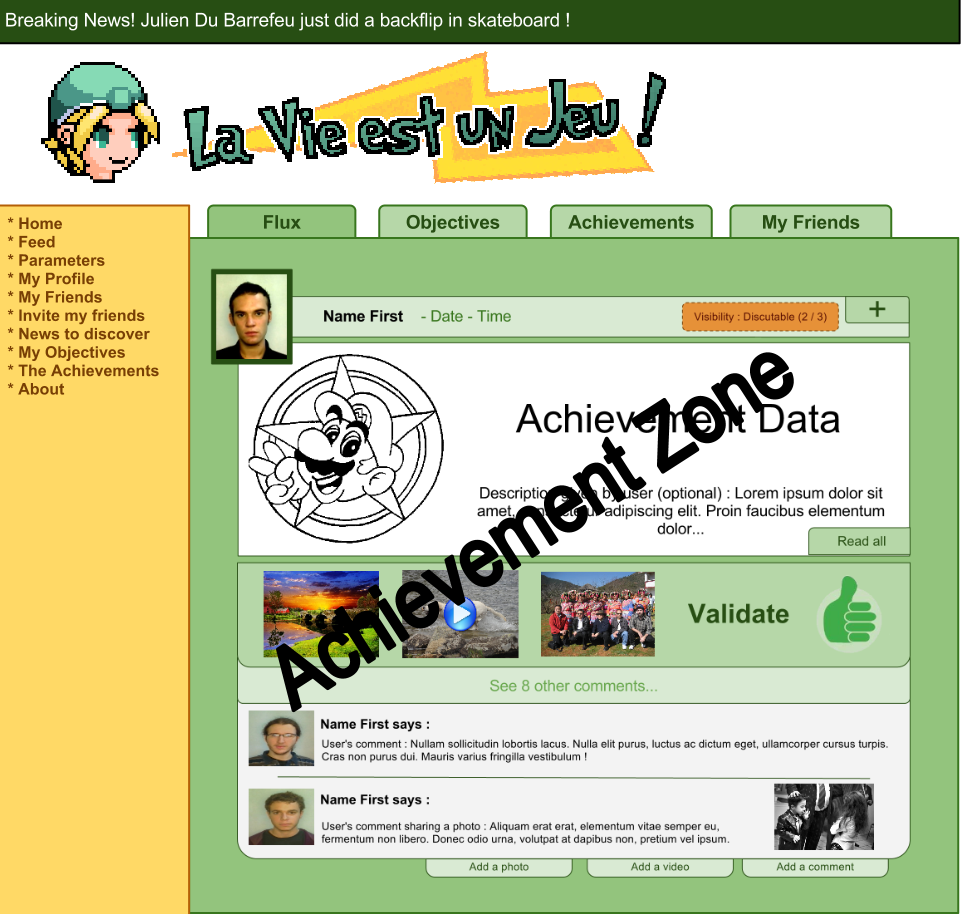 Breaking News! Julien Du Barrefeu just did a backflip in skateboard !
La Vie est un Jeu !
* Home
* Feed
* Parameters
* My Profile
* My Friends
* Invite my friends
* News to discover
* My Objectives
* The Achievements
* About
Flux
Objectives
Achievements
My Friends
Name First - Date - Time
Visibility : Discutable (2 / 3)
+
Achievement Data
Description given by user (optional) : Lorem ipsum dolor sit
amet, consectetur adipiscing elit. Proin faucibus elementum
dolor...
Read all
Achievement Zone
Validate
See 8 other comments...
Name First says :
User's comment : Nullam sollicitudin lobortis lacus. Nulla elit purus, luctus ac dictum eget, ullamcorper cursus turpis.
Cras non purus dui. Mauris varius fringilla vestibulum !
Name First says :
User's comment sharing a photo : Aliquam erat erat, elementum vitae semper eu,
fermentum non libero. Donec odio urna, volutpat at dapibus non, pretium vel ipsum.
Add a photo
Add a video
Add a comment